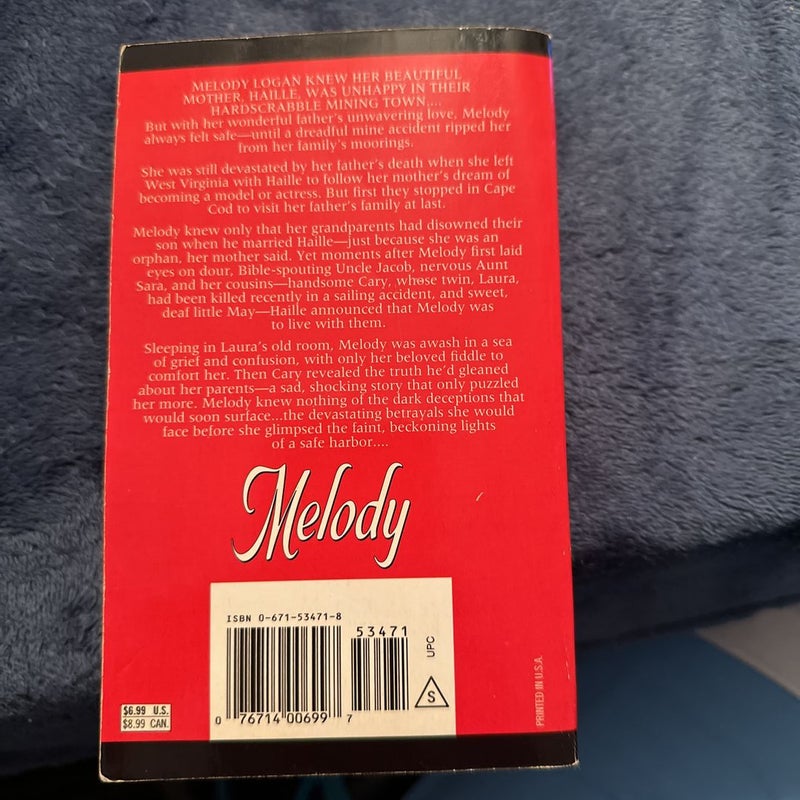 MELODY LOGAN KNEW HER BEAUTIFUL
MOTHER, HAILLE, WAS UNHAPPY IN THEIR
HARDSCRABBLE MINING TOWN....
But with her wonderful father's unwavering love, Melody
always felt safe—until a dreadful mine accident ripped her
from her family's moorings.
She was still devastated by her father's death when she left
West Virginia with Haille to follow her mother's dream of
becoming a model or actress. But first they stopped in Cape
Cod to visit her father's family at last.
Melody knew only that her grandparents had disowned their
son when he married Haille—just because she was an
orphan, her mother said. Yet moments after Melody first laid
eyes on dour, Bible-spouting Uncle Jacob, nervous Aunt
Sara, and her cousins—handsome Cary, whose twin, Laura,
had been killed recently in a sailing accident, and sweet,
deaf little May—Haille announced that Melody was
to live with them.
Sleeping in Laura's old room, Melody was awash in a sea
of grief and confusion, with only her beloved fiddle to
comfort her. Then Cary revealed the truth he'd gleaned
about her parents—a sad, shocking story that only puzzled
her more. Melody knew nothing of the dark deceptions that
would soon surface...the devastating betrayals she would
face before she glimpsed the faint, beckoning lights
of a safe harbor....
Melody
ISBN 0-671-53471-8
53471
UPC
S
0 76714 00699 7
$6.99 U.S.
$8.99 CAN.
PRINTED IN U.S.A.